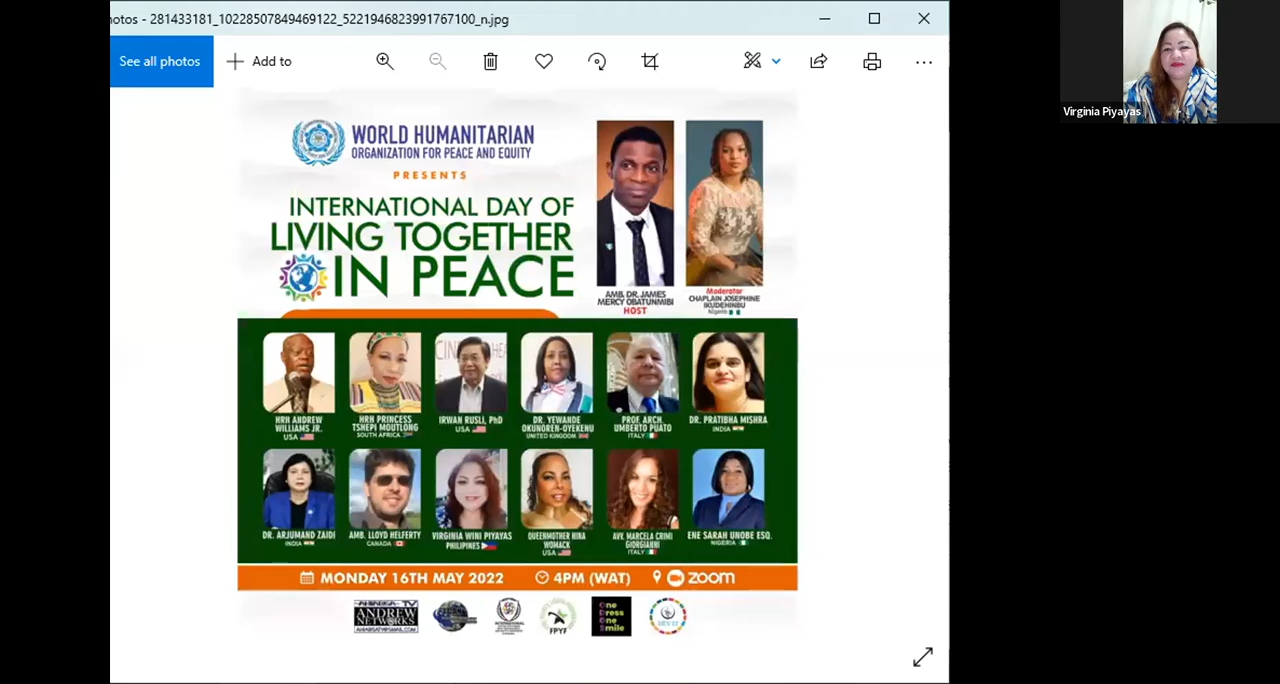 otos - 281433181_10228507849469122_5221946823991767100_n.jpg
See all photos
Add to
Virginia Piyayas
WORLD HUMANITARIAN
ORGANIZATION FOR PEACE AND EQUITY
PRESENTS
INTERNATIONAL DAY OF
LIVING TOGETHER
IN PEACE
AMB. DR. JAMES
MERCY OBATUNMIBI
HOST
Moderator
CHAPLAIN JOSEPHINE
IKUDEHINBU
Nigeria
HRH ANDREW
WILLIAMS JR.
USA
HRH PRINCESS
TSHEPI MOUTLONG
SOUTH AFRICA
IRWAN RUSLI, PhD
USA
DR. YEWANDE
OKUNOREN-OYEKENU
UNITED KINGDOM
PROF. ARCH.
UMBERTO PUATO
ITALY
DR. PRATIBHA MISHRA
INDIA
DR. ARJUMAND ZAIDI
INDIA
AMB. LLOYD HELFERTY
CANADA
VIRGINIA WINI PIYAYAS
PHILIPINES
QUEENMOTHER NINA
WOMACK
USA
AVV. MARCELA CRIMI
GIORGIANNI
ITALY
ENE SARAH UNOBE ESQ.
NIGERIA
MONDAY 16TH MAY 2022
4PM (WAT)
zoom
ANDREW
NETWORKS
FPYF
One
Dress
One
Smile